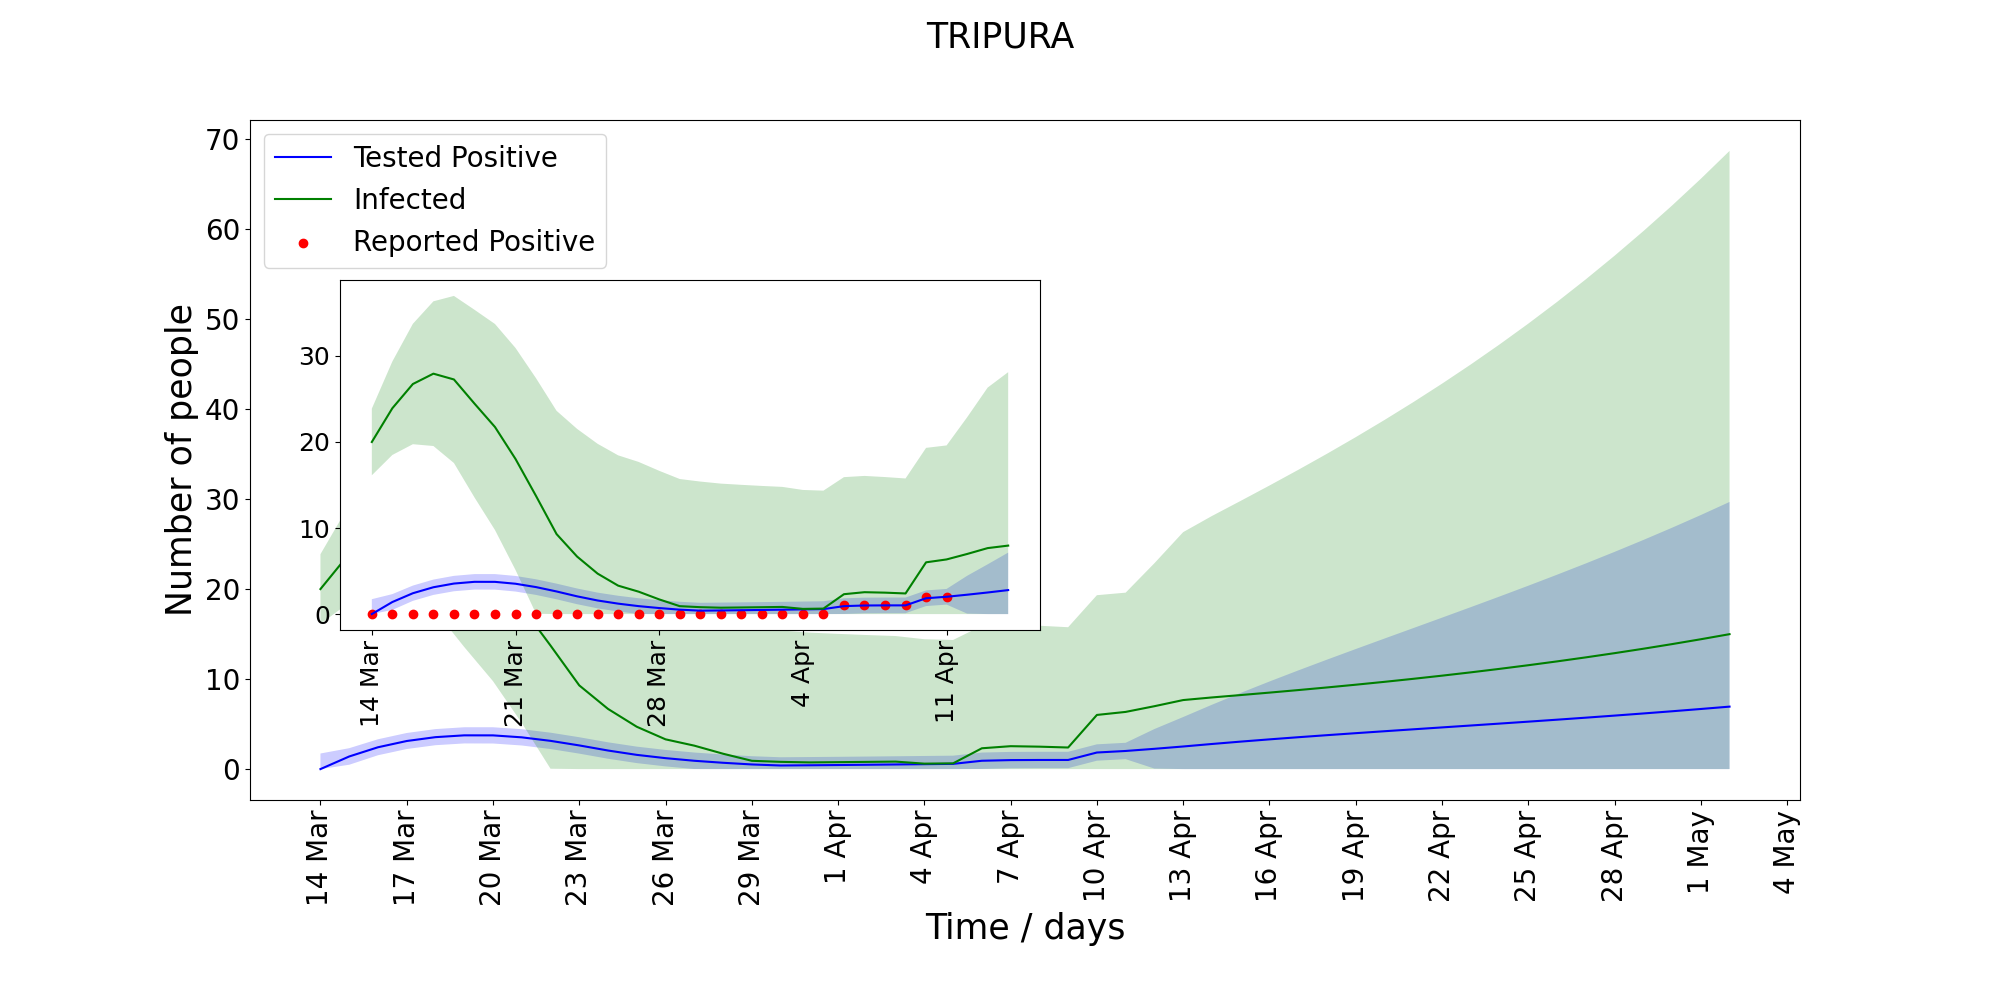 TRIPURA
Tested Positive
Infected
Reported Positive
Number of people
70
60
50
40
30
20
10
0
30
20
10
0
14 Mar
21 Mar
28 Mar
4 Apr
11 Apr
14 Mar
17 Mar
20 Mar
23 Mar
26 Mar
29 Mar
1 Apr
4 Apr
7 Apr
10 Apr
13 Apr
16 Apr
19 Apr
22 Apr
25 Apr
28 Apr
1 May
4 May
Time / days